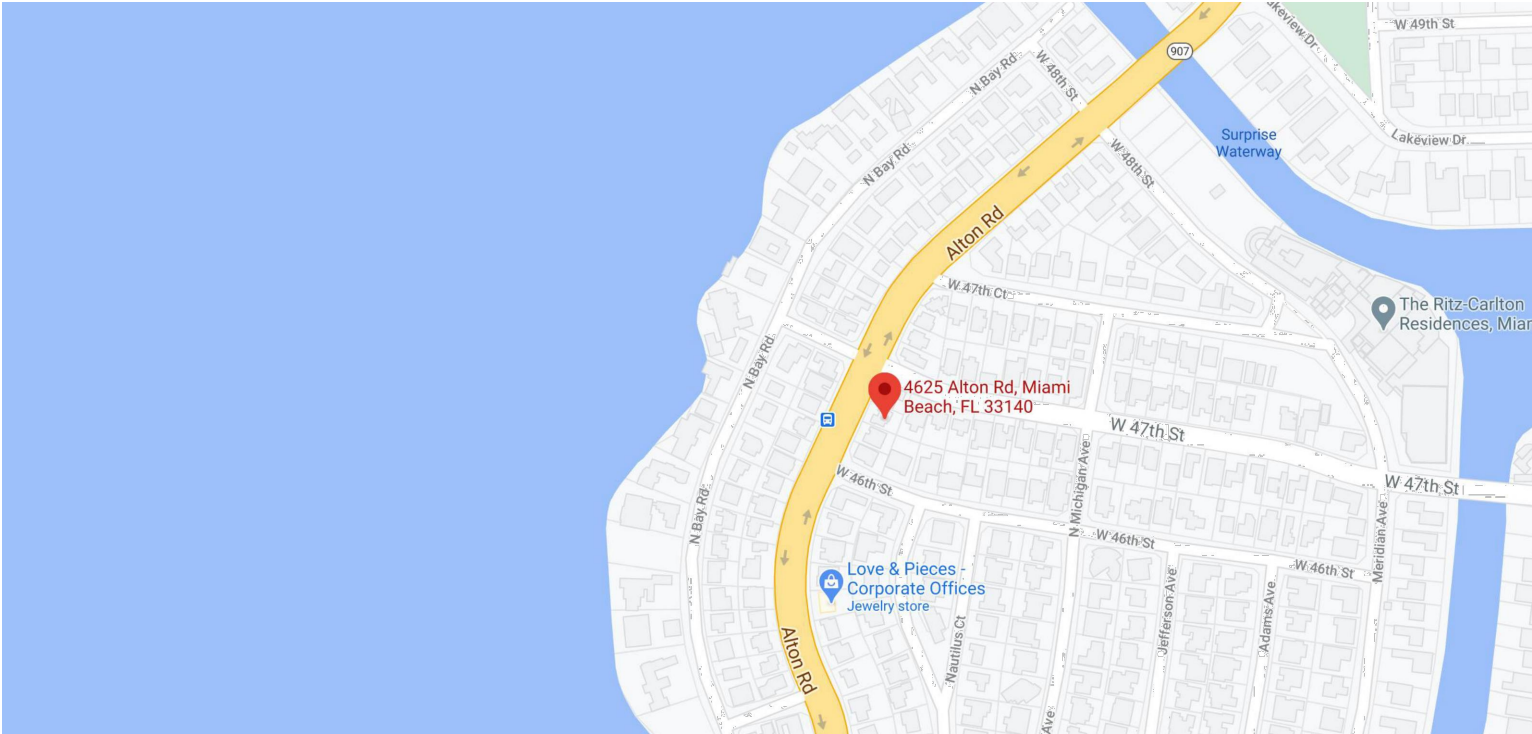 akeview Dr
W 49th St
907
N Bay Rd
W 48th St
Surprise
Waterway
Lakeview Dr
N Bay Rd
W 48th St
Alton Rd
W 47th Ct
The Ritz-Carlton
Residences, Miar
N Bay Rd
4625 Alton Rd, Miami
Beach, FL 33140
W 47th St
W 46th St
W 47th St
N Bay Rd
N Michigan Ave
W 46th St
Meridian Ave
W 46th St
Love & Pieces -
Corporate Offices
Jewelry store
Jefferson Ave
Adams Ave
Alton Rd
Nautilus Ct
Ave